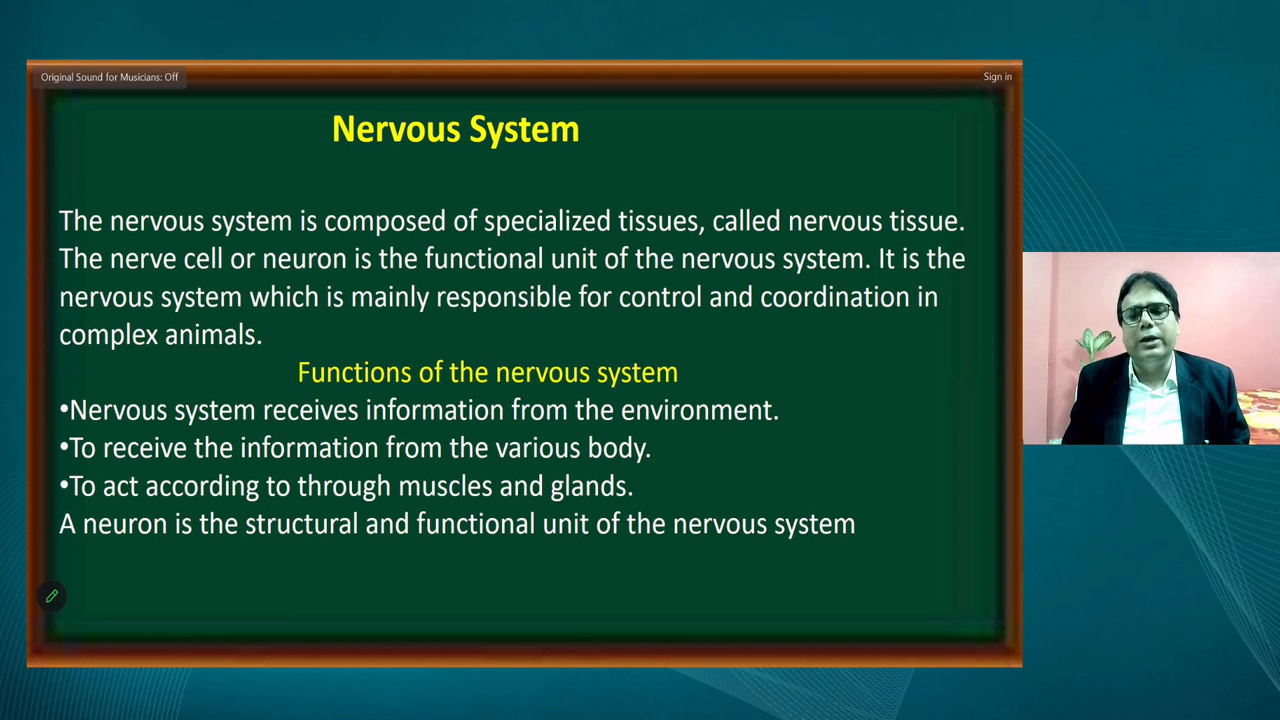 Original Sound for Musicians: Off
Sign in
Nervous System
The nervous system is composed of specialized tissues, called nervous tissue.
The nerve cell or neuron is the functional unit of the nervous system. It is the
nervous system which is mainly responsible for control and coordination in
complex animals.
Functions of the nervous system
•Nervous system receives information from the environment.
•To receive the information from the various body.
•To act according to through muscles and glands.
A neuron is the structural and functional unit of the nervous system